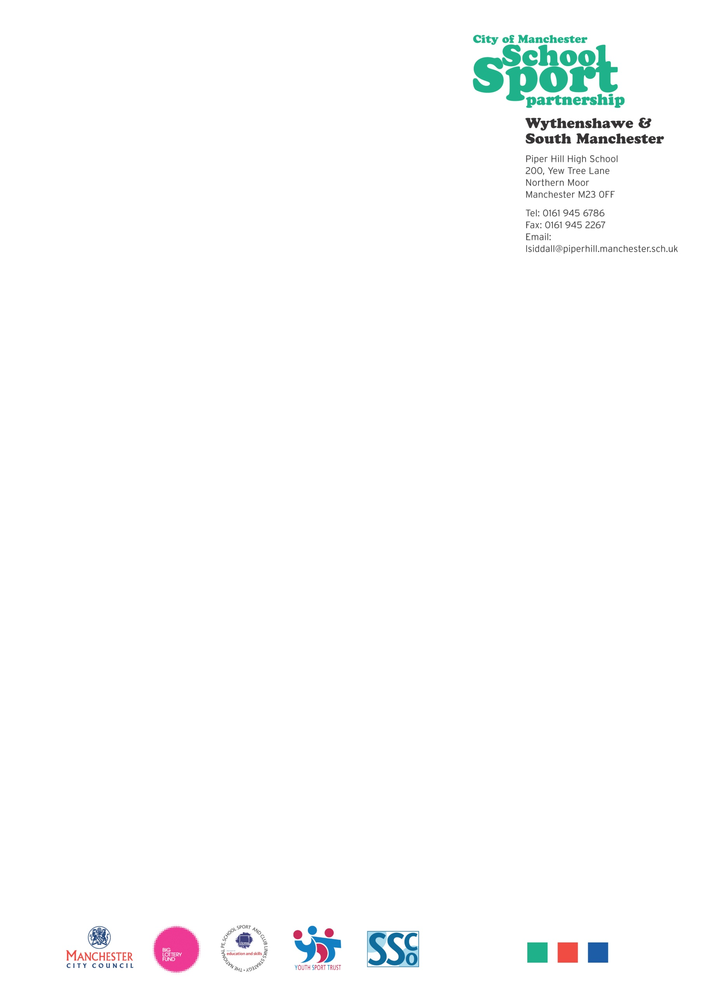 City of Manchester
School
Sport
partnership
Wythenshawe &
South Manchester
Piper Hill High School
200, Yew Tree Lane
Northern Moor
Manchester M23 0FF
Tel: 0161 945 6786
Fax: 0161 945 2267
Email:
lsiddall@piperhill.manchester.sch.uk
MANCHESTER
CITY COUNCIL
BIG
LOTTERY
FUND
THE NATIONAL PE, SCHOOL SPORT AND CLUB LINKS STRATEGY •
dcms
education and skills
YOUTH SPORT TRUST
SSCO